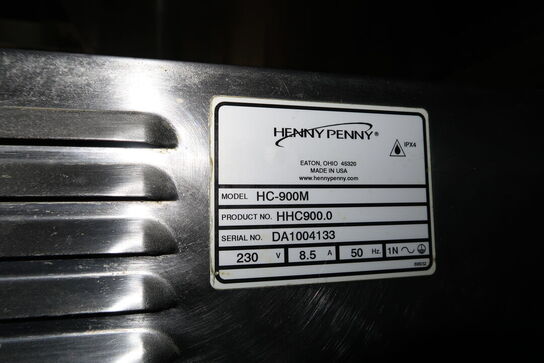 HENNY PENNY®
IPX4
EATON, OHIO 45320
MADE IN USA
www.hennypenny.com
MODEL HC-900M
PRODUCT NO. HHC900.0
SERIAL NO. DA1004133
230 V 8.5 A 50 Hz. 1N